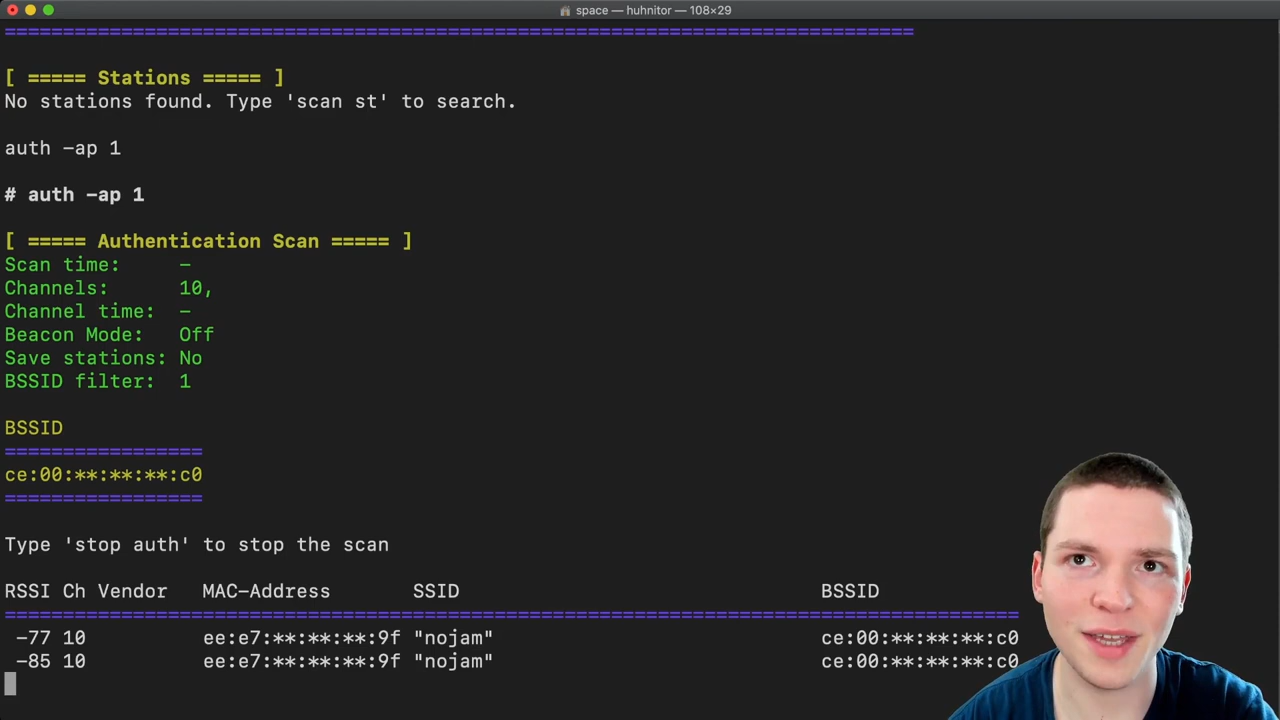 space — huhnitor — 108×29
==============================================================================
[ ===== Stations ===== ]
No stations found. Type 'scan st' to search.
auth -ap 1
# auth -ap 1
[ ===== Authentication Scan ===== ]
Scan time: -
Channels: 10,
Channel time: -
Beacon Mode: Off
Save stations: No
BSSID filter: 1
BSSID
=================
ce:00:**:**:**:c0
=================
Type 'stop auth' to stop the scan
RSSI Ch Vendor MAC-Address SSID BSSID
=======================================================================================
-77 10 ee:e7:**:**:**:9f "nojam" ce:00:**:**:**:c0
-85 10 ee:e7:**:**:**:9f "nojam" ce:00:**:**:**:c0